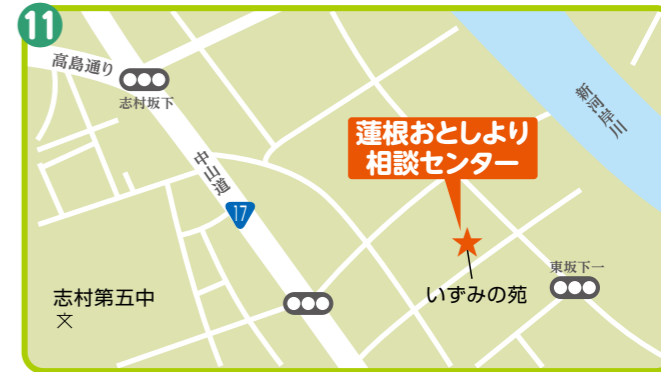 11
高島通り
志村坂下
中山道
17
新河岸川
蓮根おとしより
相談センター
いずみの苑
東坂下一
志村第五中
文